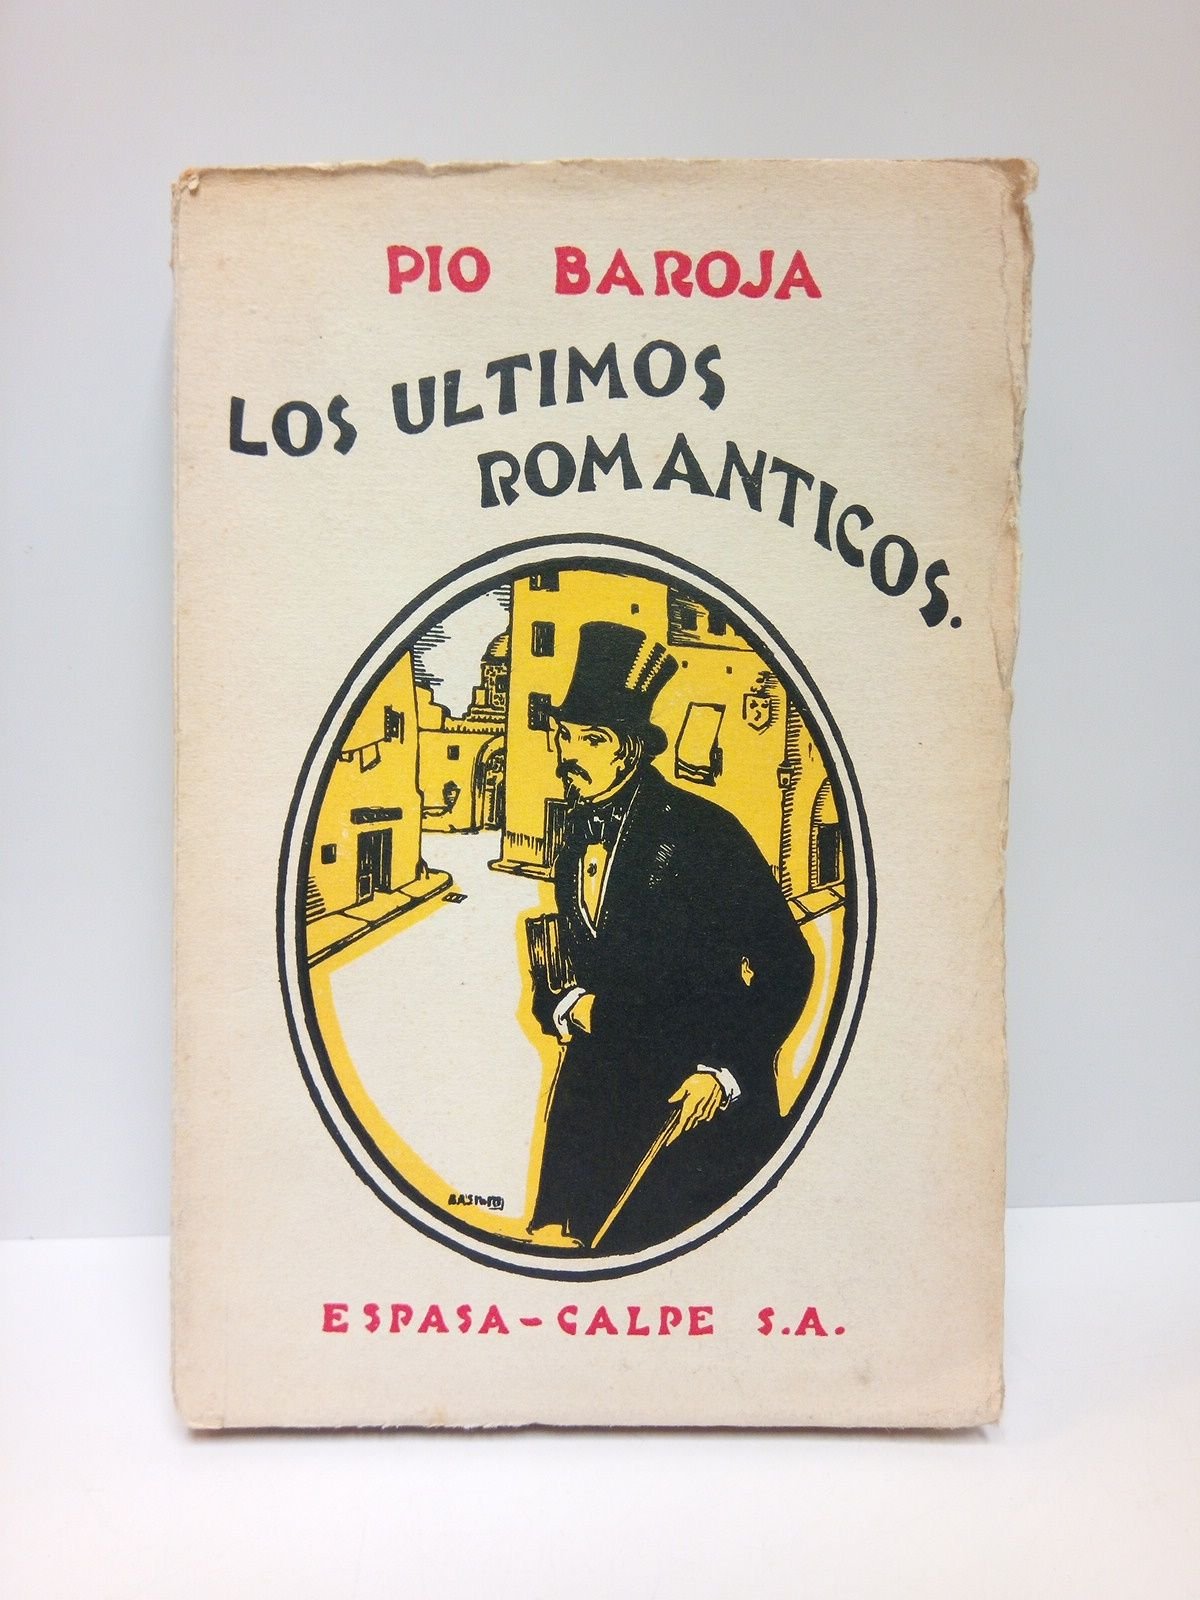 PIO BAROJA
LOS ULTIMOS
ROMANTICOS.
ESPASA-CALPE S.A.